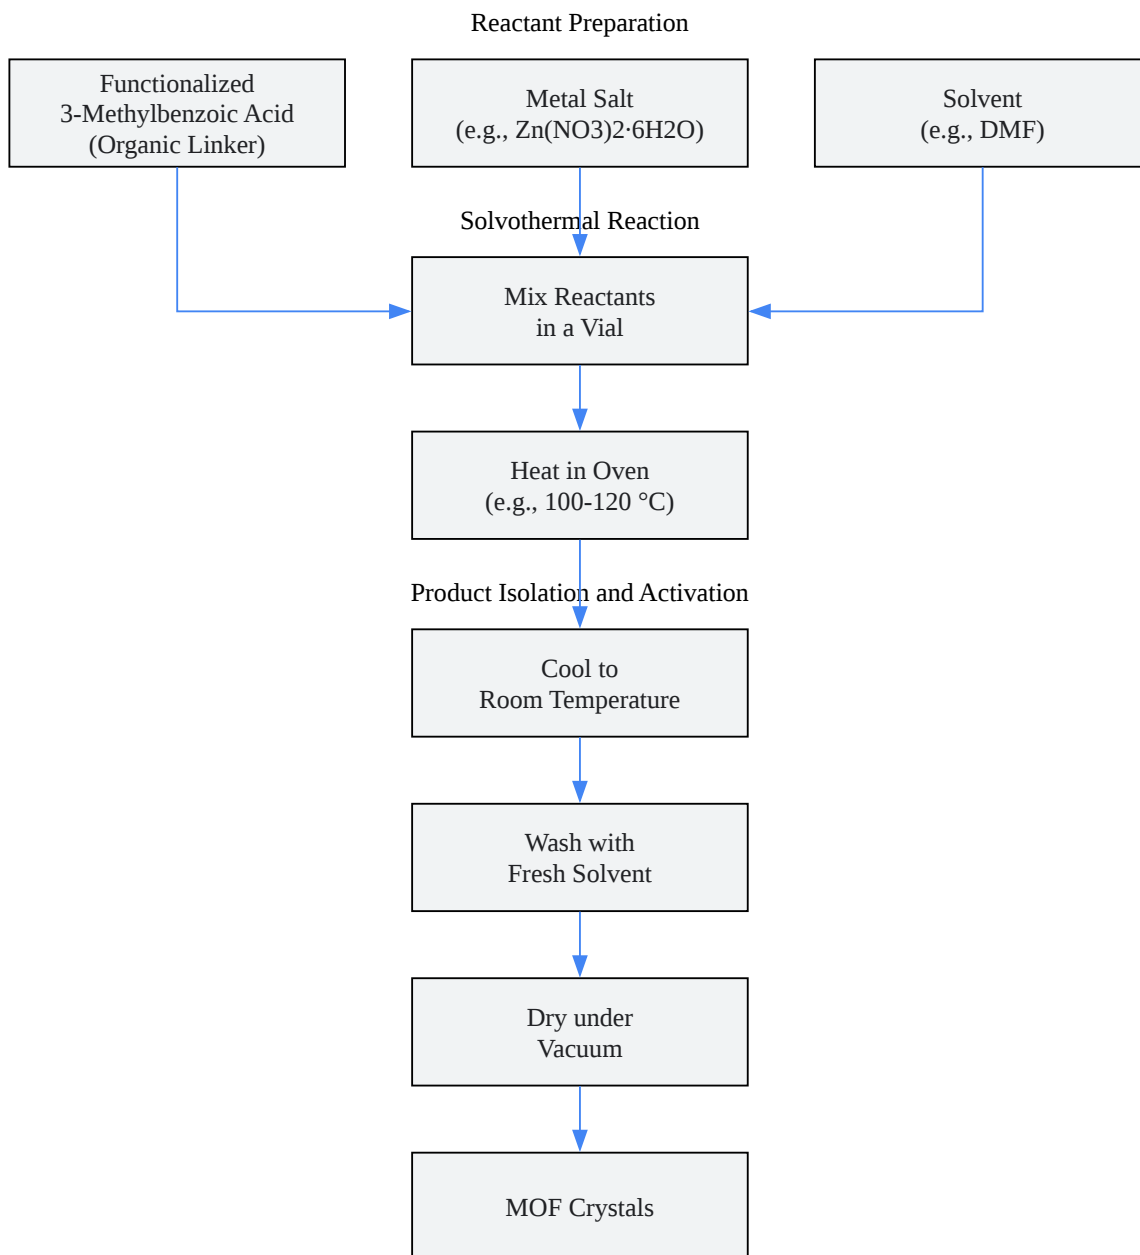 Reactant Preparation
Functionalized
3-Methylbenzoic Acid
(Organic Linker)
Metal Salt
(e.g., Zn(NO3)2·6H2O)
Solvent
(e.g., DMF)
Solvothermal Reaction
Mix Reactants
in a Vial
Heat in Oven
(e.g., 100-120 °C)
Product Isolation and Activation
Cool to
Room Temperature
Wash with
Fresh Solvent
Dry under
Vacuum
MOF Crystals